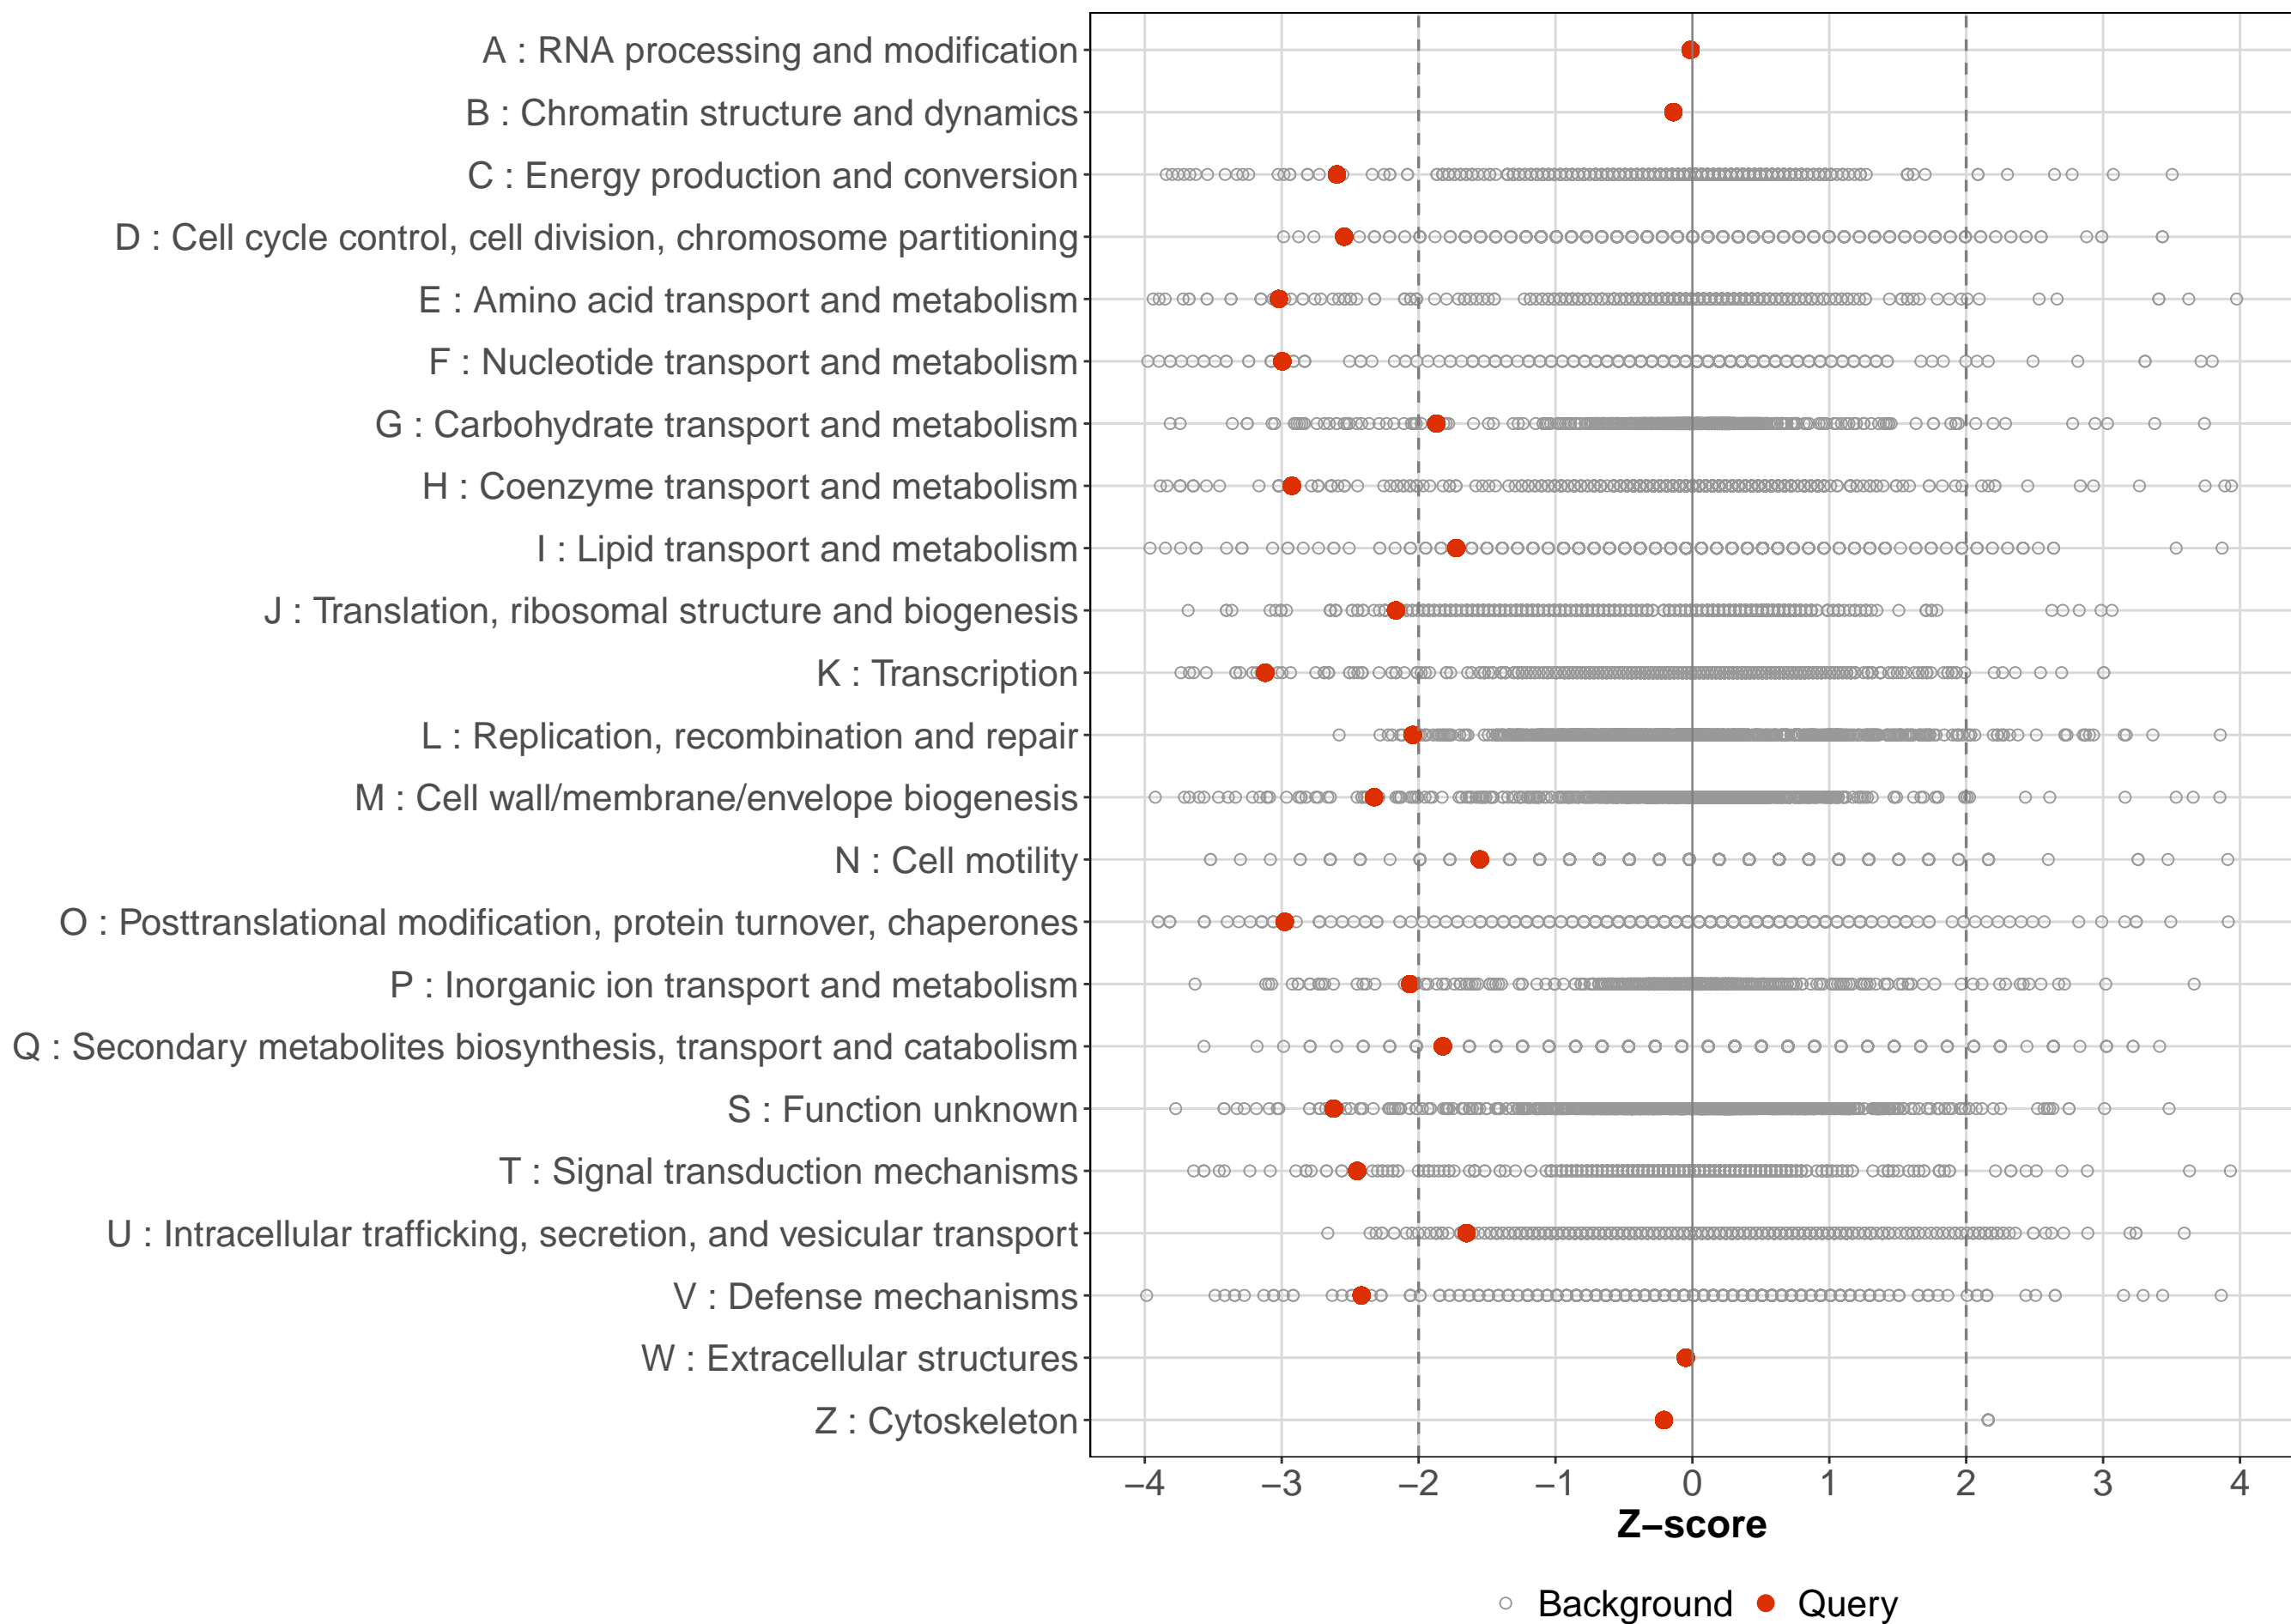 A : RNA processing and modification
B : Chromatin structure and dynamics
C : Energy production and conversion
D : Cell cycle control, cell division, chromosome partitioning
E : Amino acid transport and metabolism
F : Nucleotide transport and metabolism
G : Carbohydrate transport and metabolism
H : Coenzyme transport and metabolism
I : Lipid transport and metabolism
J : Translation, ribosomal structure and biogenesis
K : Transcription
L : Replication, recombination and repair
M : Cell wall/membrane/envelope biogenesis
N : Cell motility
O : Posttranslational modification, protein turnover, chaperones
P : Inorganic ion transport and metabolism
Q : Secondary metabolites biosynthesis, transport and catabolism
S : Function unknown
T : Signal transduction mechanisms
U : Intracellular trafficking, secretion, and vesicular transport
V : Defense mechanisms
W : Extracellular structures
Z : Cytoskeleton
−4 −3 −2 −1 0 1 2 3 4
Z−score
Background Query